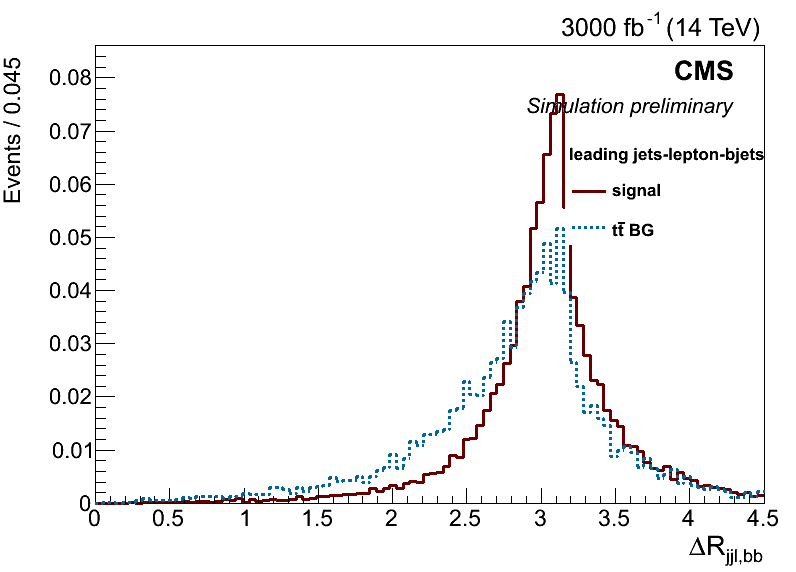 3000 fb⁻¹ (14 TeV)
CMS
Simulation preliminary
leading jets-lepton-bjets
signal
tt̄ BG
Events / 0.045
0.08
0.07
0.06
0.05
0.04
0.03
0.02
0.01
0
0 0.5 1 1.5 2 2.5 3 3.5 4 4.5
ΔR_jjl,bb